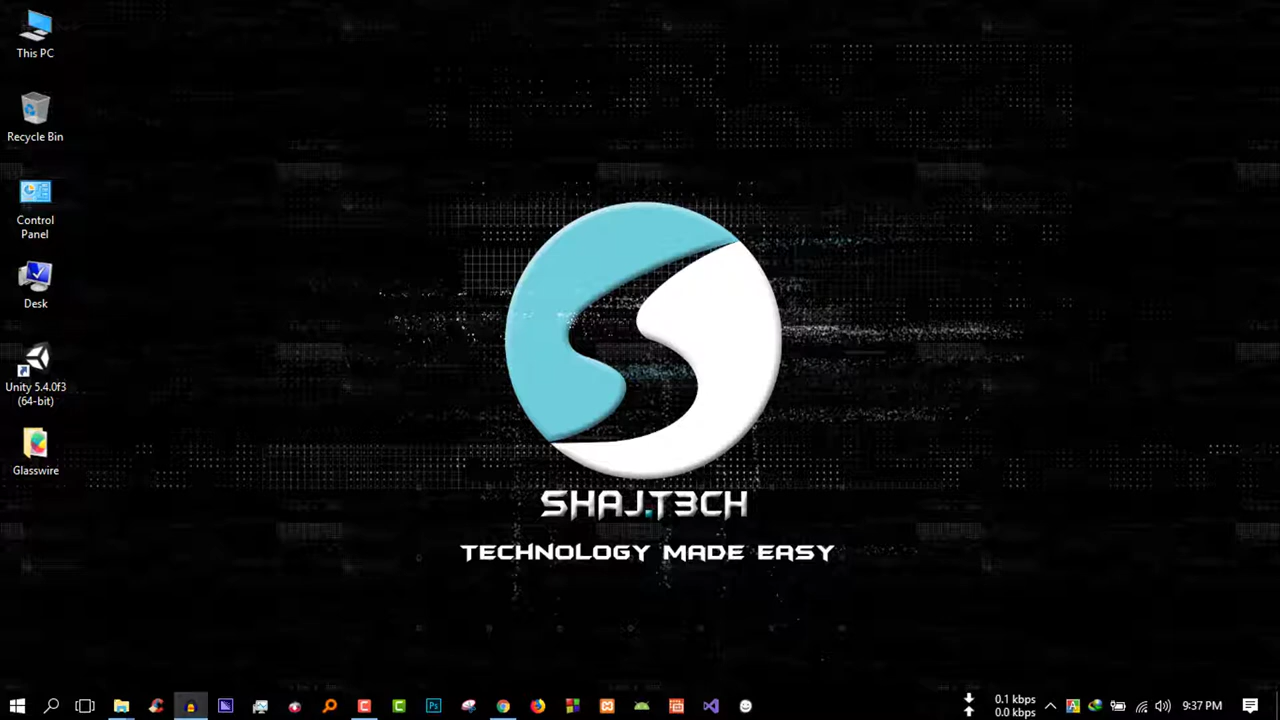 This PC
Recycle Bin
Control
Panel
Desk
Unity 5.4.0f3
(64-bit)
Glasswire
SHAJ.T3CH
TECHNOLOGY MADE EASY
0.1 kbps
0.0 kbps
9:37 PM